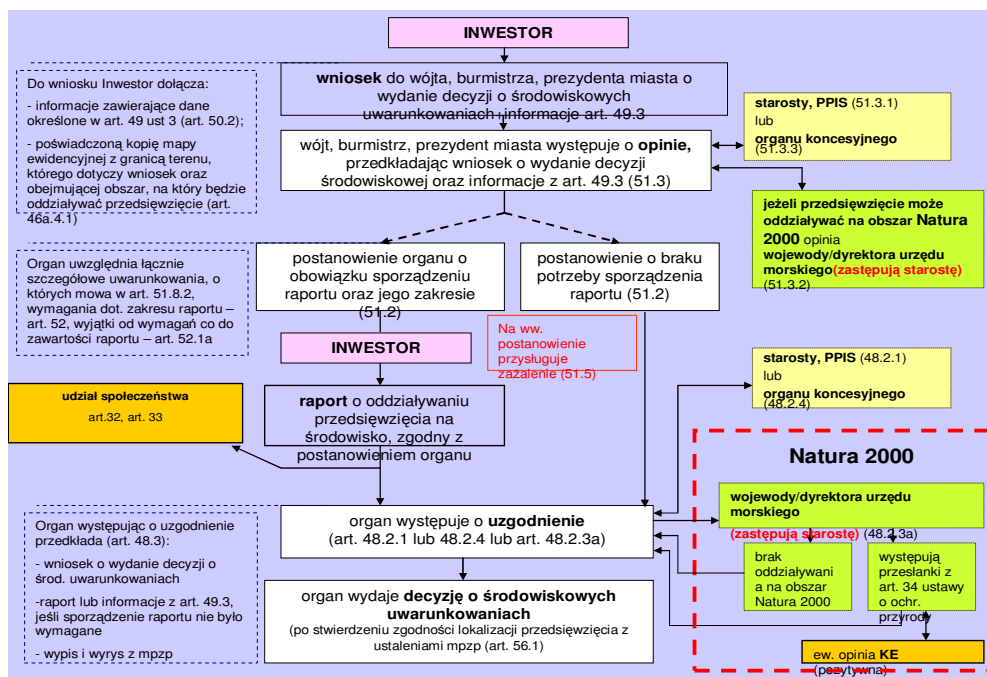 INWESTOR
wniosek do wójta, burmistrza, prezydenta miasta o
wydanie decyzji o środowiskowych
uwarunkowaniach i informacje art. 49.3
Do wniosku Inwestor dołącza:
- informacje zawierające dane
określone w art. 49 ust 3 (art. 50.2);
- poświadczoną kopię mapy
ewidencyjnej z granicą terenu,
którego dotyczy wniosek oraz
obejmującej obszar, na który będzie
oddziaływać przedsięwzięcie (art.
46a.4.1)
wójt, burmistrz, prezydent miasta występuje o opinie,
przedkładając wniosek o wydanie decyzji
środowiskowej oraz informacje z art. 49.3 (51.3)
starosty, PPIS (51.3.1)
lub
organu koncesyjnego
(51.3.3)
jeżeli przedsięwzięcie może
oddziaływać na obszar Natura
2000 opinia
wojewody/dyrektora urzędu
morskiego(zastępują starostę)
(51.3.2)
Organ uwzględnia łącznie
szczegółowe uwarunkowania, o
których mowa w art. 51.8.2,
wymagania dot. zakresu raportu –
art. 52, wyjątki od wymagań co do
zawartości raportu – art. 52.1a
postanowienie organu o
obowiązku sporządzeniu
raportu oraz jego zakresie
(51.2)
postanowienie o braku
potrzeby sporządzenia
raportu (51.2)
Na ww.
postanowienie
przysługuje
zażalenie (51.5)
INWESTOR
starosty, PPIS (48.2.1)
lub
organu koncesyjnego
(48.2.4)
udział społeczeństwa
art.32, art. 33
raport o oddziaływaniu
przedsięwzięcia na
środowisko, zgodny z
postanowieniem organu
Natura 2000
wojewody/dyrektora urzędu
morskiego
(zastępują starostę) (48.2.3a)
organ występuje o uzgodnienie
(art. 48.2.1 lub 48.2.4 lub art. 48.2.3a)
Organ występując o uzgodnienie
przedkłada (art. 48.3):
- wniosek o wydanie decyzji o
środ. uwarunkowaniach
-raport lub informacje z art. 49.3,
jeśli sporządzenie raportu nie było
wymagane
- wypis i wyrys z mpzp
brak
oddziaływani
a na obszar
Natura 2000
występują
przesłanki z
art. 34 ustawy
o ochr.
przyrody
organ wydaje decyzję o środowiskowych
uwarunkowaniach
(po stwierdzeniu zgodności lokalizacji przedsięwzięcia z
ustaleniami mpzp (art. 56.1)
ew. opinia KE
(pozytywna)